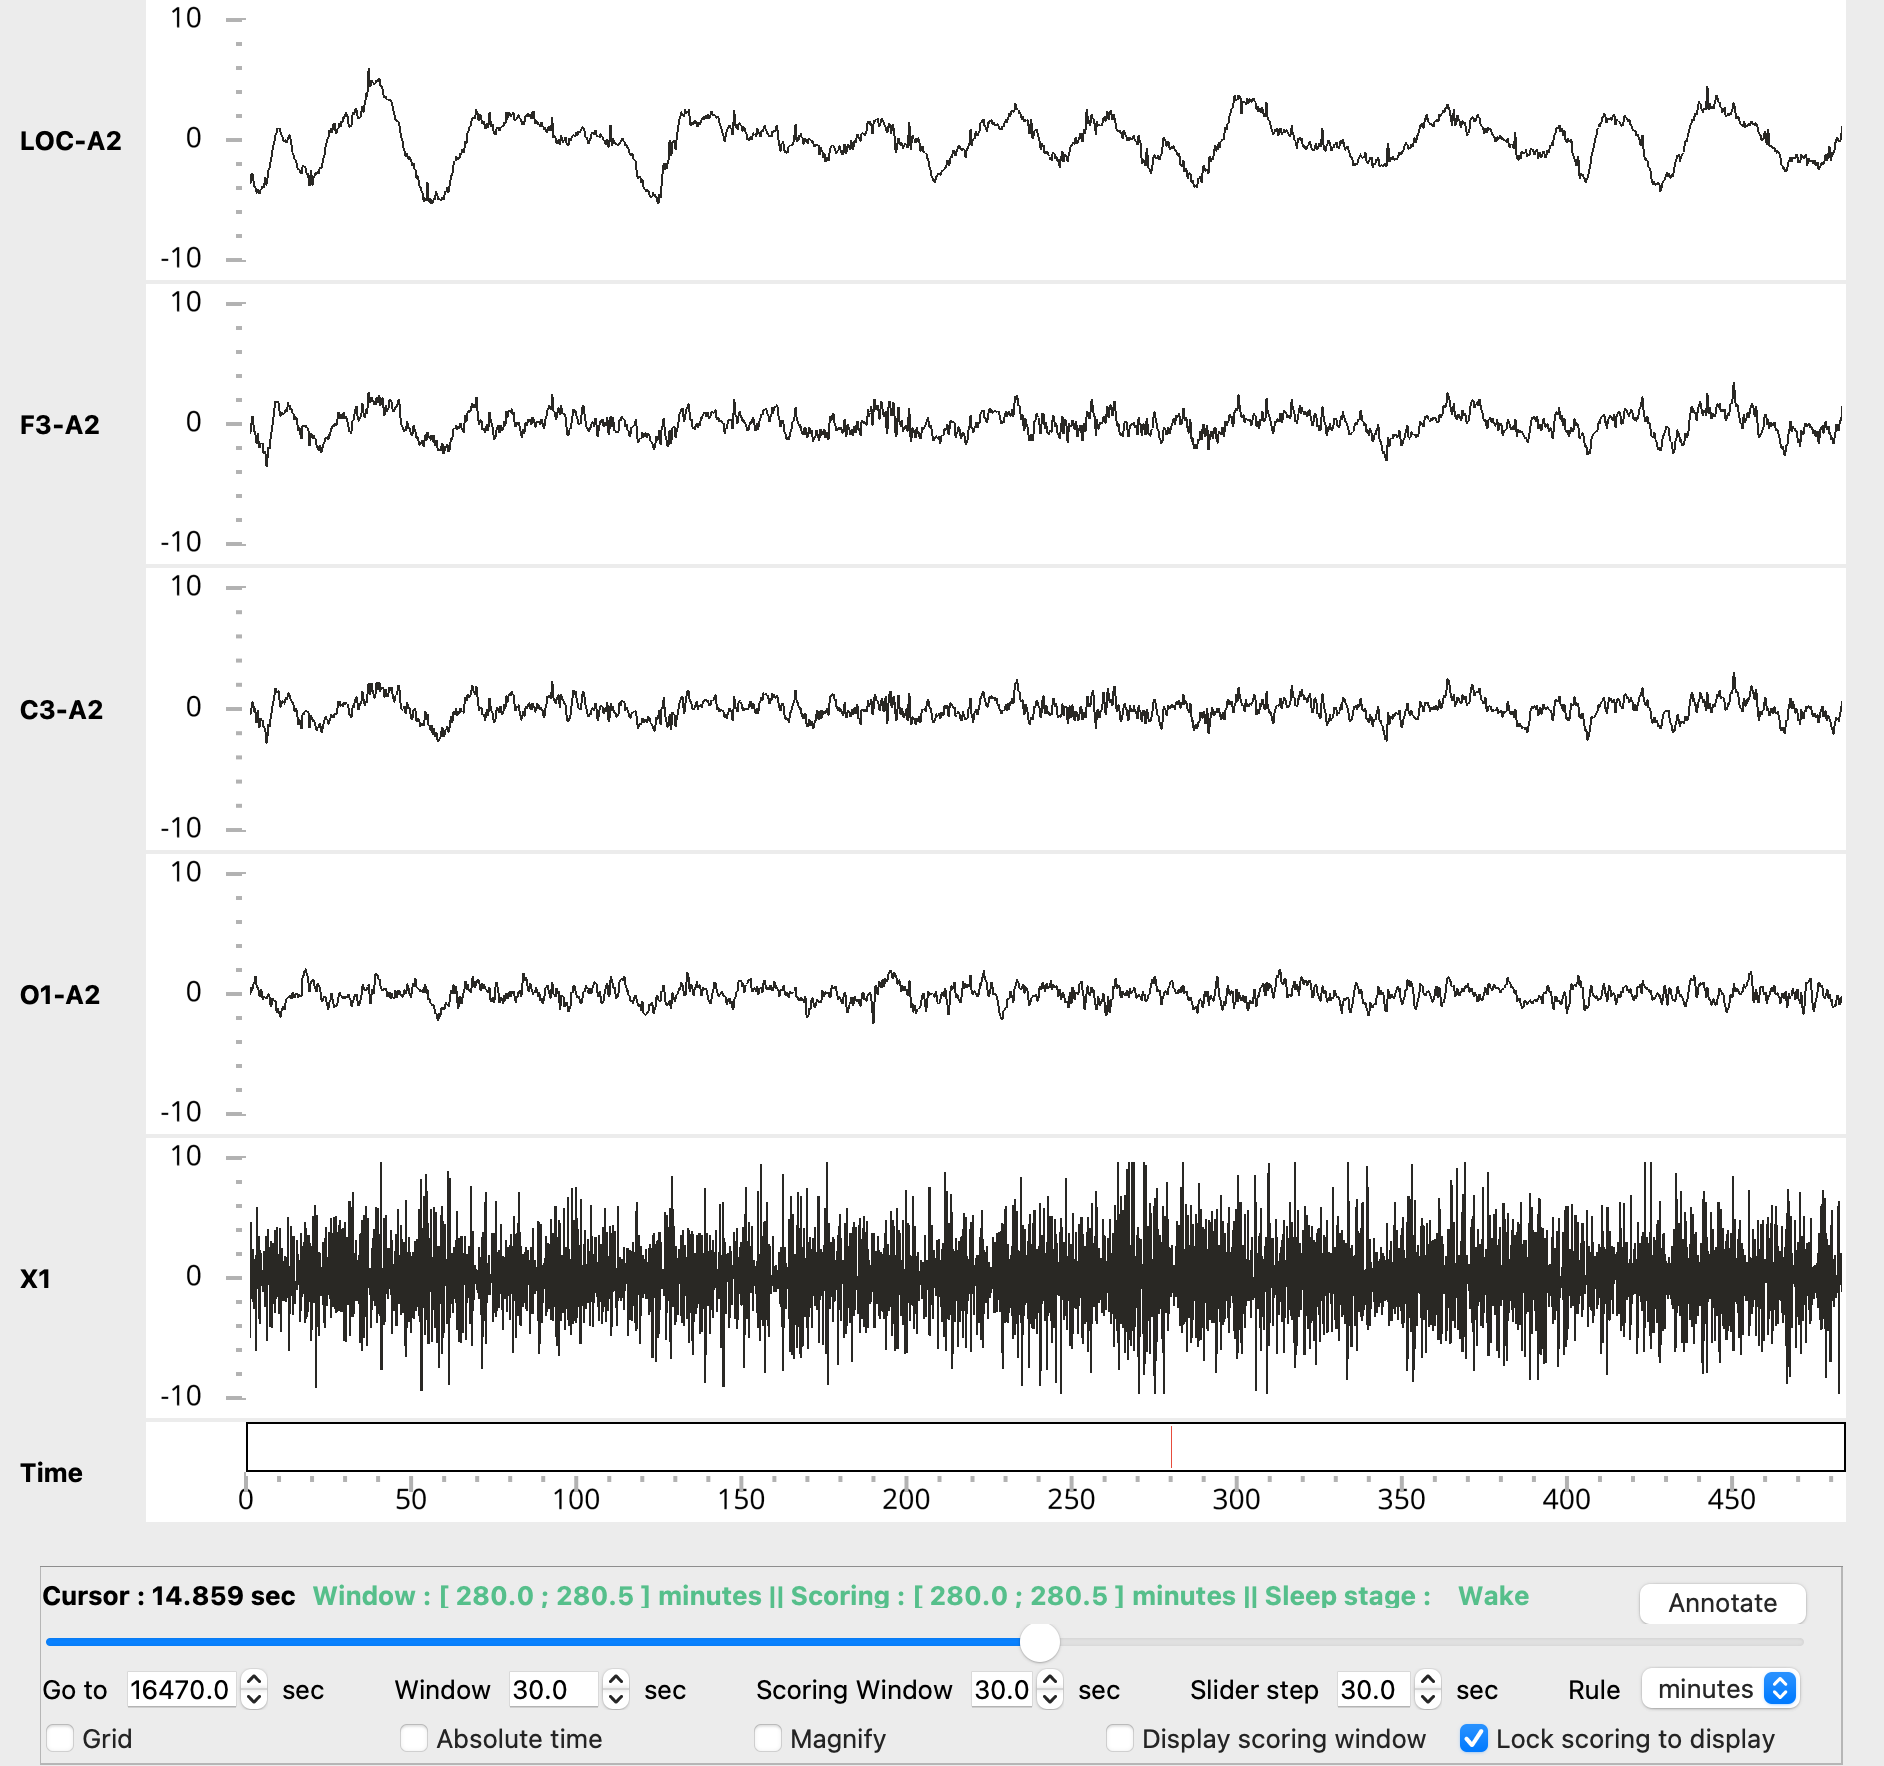 10
LOC-A2 0
-10
10
F3-A2 0
-10
10
C3-A2 0
-10
10
O1-A2 0
-10
10
X1 0
-10
Time
0 50 100 150 200 250 300 350 400 450
Cursor : 14.859 sec Window : [ 280.0 ; 280.5 ] minutes || Scoring : [ 280.0 ; 280.5 ] minutes || Sleep stage : Wake Annotate
Go to 16470.0 sec Window 30.0 sec Scoring Window 30.0 sec Slider step 30.0 sec Rule minutes
Grid Absolute time Magnify Display scoring window Lock scoring to display